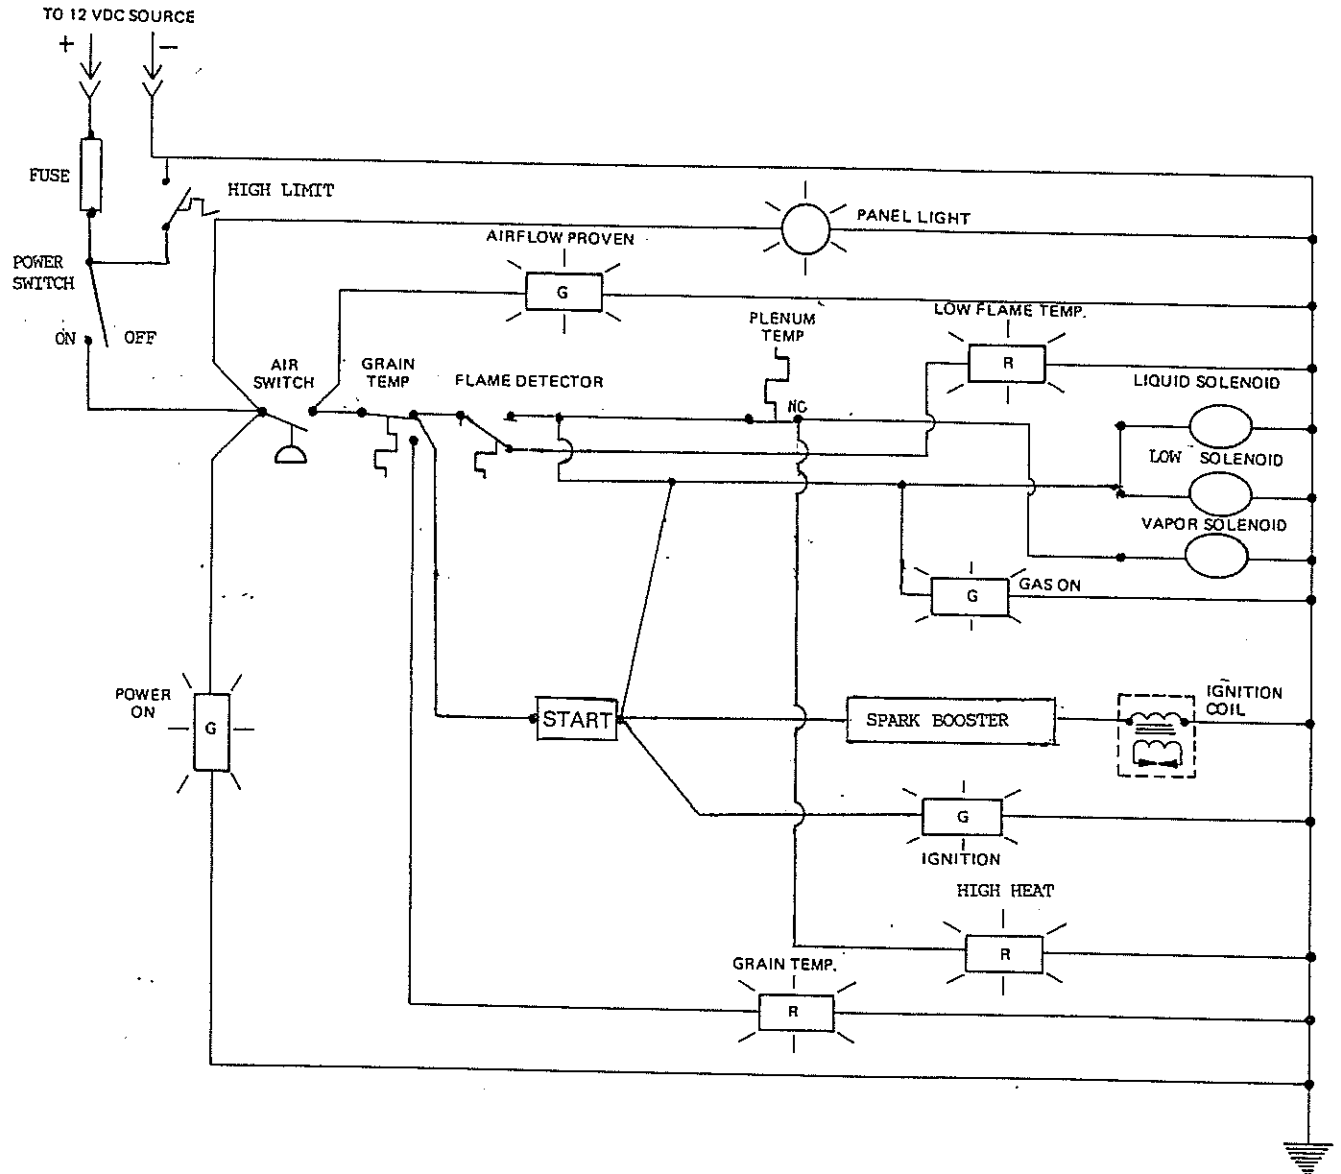 TO 12 VDC SOURCE
+ −
FUSE
HIGH LIMIT
PANEL LIGHT
AIRFLOW PROVEN
G
POWER
SWITCH
ON OFF
PLENUM
TEMP
LOW FLAME TEMP.
R
AIR
SWITCH
GRAIN
TEMP
FLAME DETECTOR
NC
LIQUID SOLENOID
LOW SOLENOID
VAPOR SOLENOID
G
GAS ON
POWER
ON
G
START
SPARK BOOSTER
IGNITION
COIL
G
IGNITION
HIGH HEAT
R
GRAIN TEMP.
R